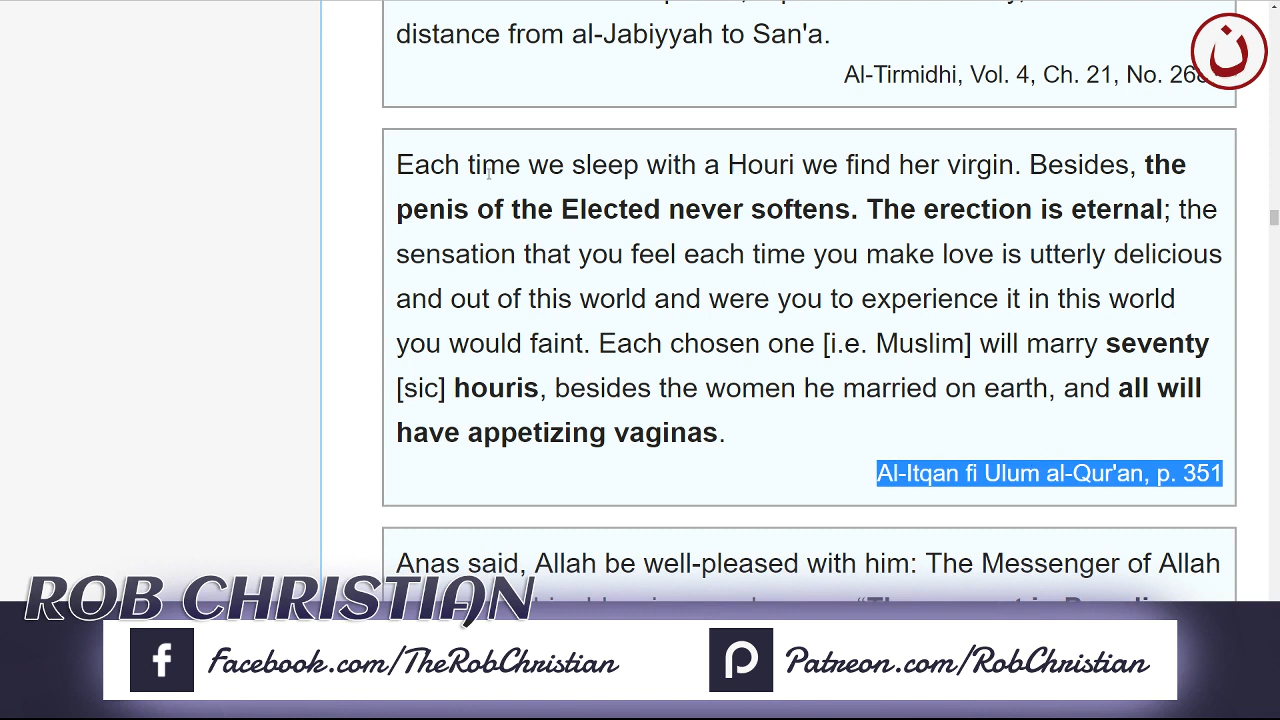 distance from al-Jabiyyah to San'a.
ن
Al-Tirmidhi, Vol. 4, Ch. 21, No.
Each time we sleep with a Houri we find her virgin. Besides, the
penis of the Elected never softens. The erection is eternal; the
sensation that you feel each time you make love is utterly delicious
and out of this world and were you to experience it in this world
you would faint. Each chosen one [i.e. Muslim] will marry seventy
[sic] houris, besides the women he married on earth, and all will
have appetizing vaginas.
Al-Itqan fi Ulum al-Qur'an, p. 351
Anas said, Allah be well-pleased with him: The Messenger of Allah
ROB CHRISTIAN
f Facebook.com/TheRobChristian
Patreon.com/RobChristian